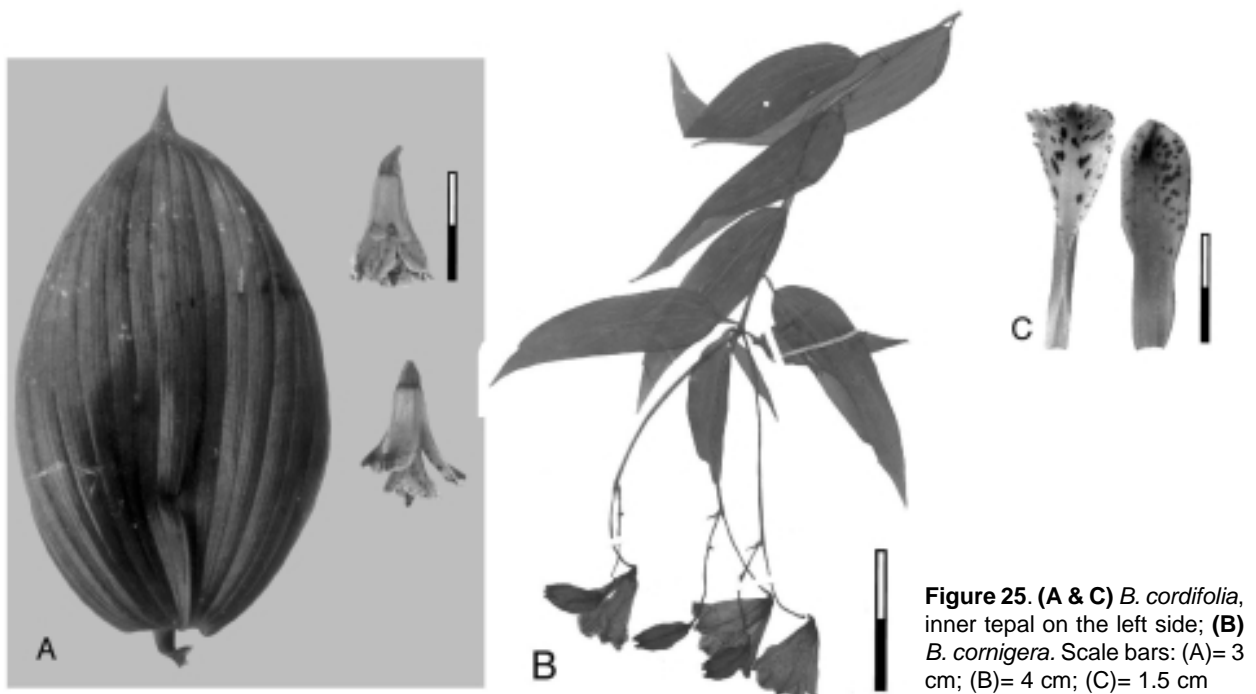 A
B
C
Figure 25. (A & C) B. cordifolia,
inner tepal on the left side; (B)
B. cornigera. Scale bars: (A)= 3
cm; (B)= 4 cm; (C)= 1.5 cm